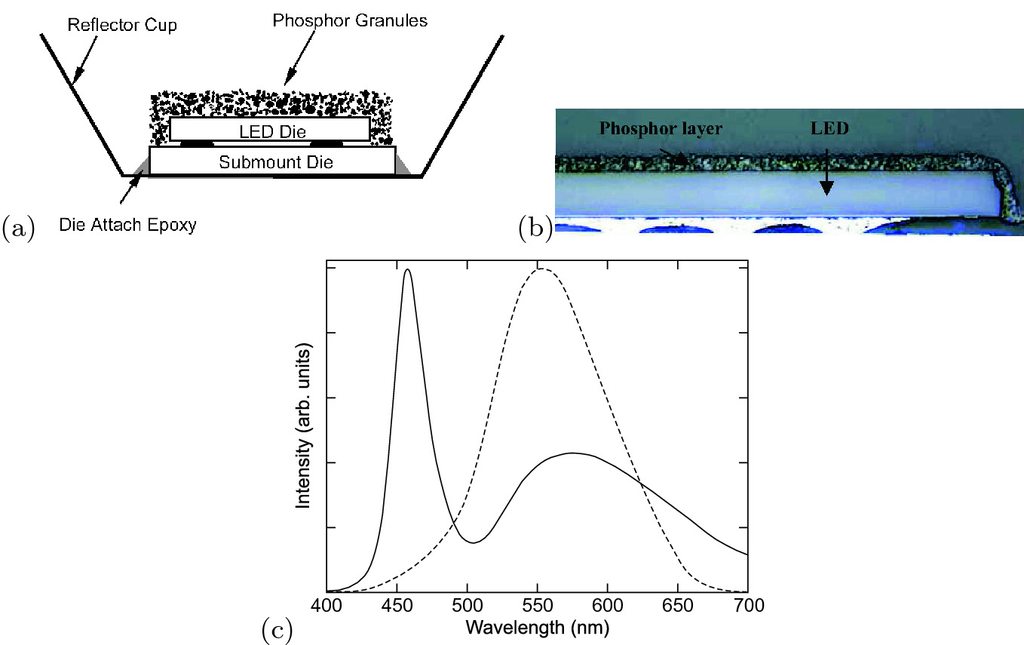 Reflector Cup
Phosphor Granules
LED Die
Submount Die
Die Attach Epoxy
(a)
Phosphor layer
LED
(b)
Intensity (arb. units)
400 450 500 550 600 650 700
Wavelength (nm)
(c)